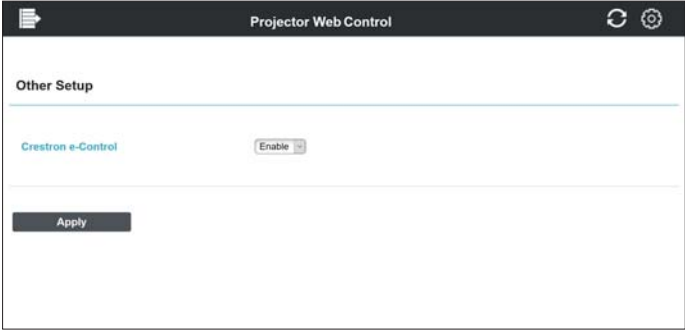 Projector Web Control
Other Setup
Crestron e-Control
Enable
Apply